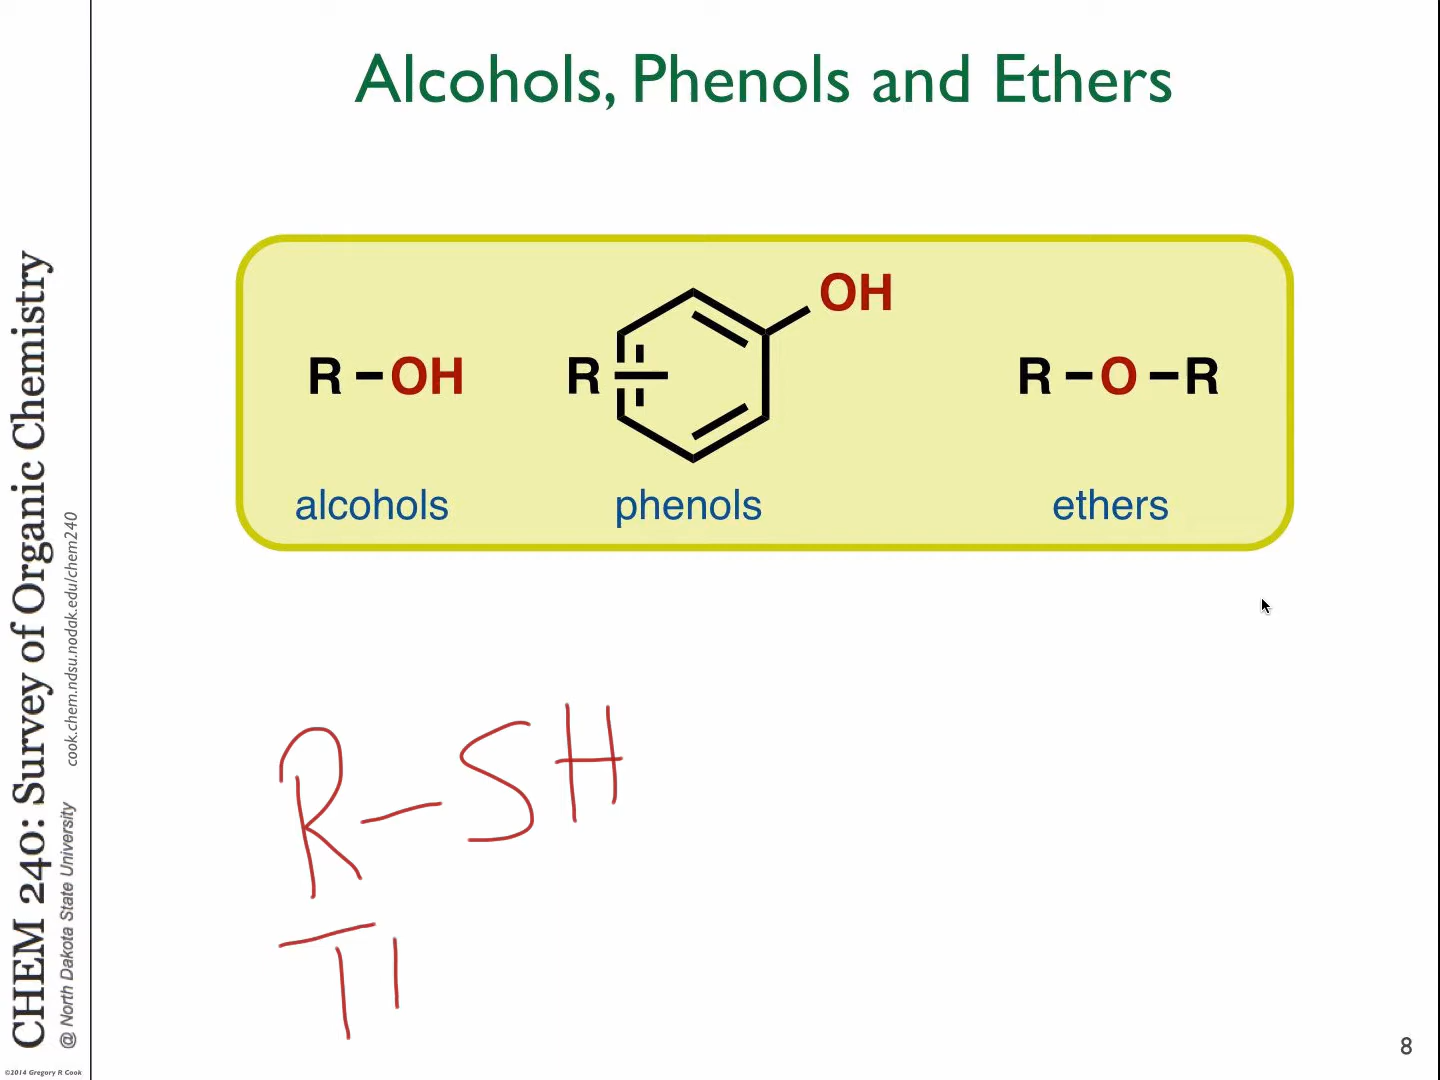 Alcohols, Phenols and Ethers
R-OH
R
OH
R-O-R
alcohols
phenols
ethers
R-SH
TI
8
CHEM 240: Survey of Organic Chemistry
@ North Dakota State University cook.chem.ndsu.nodak.edu/chem240
©2014 Gregory R Cook